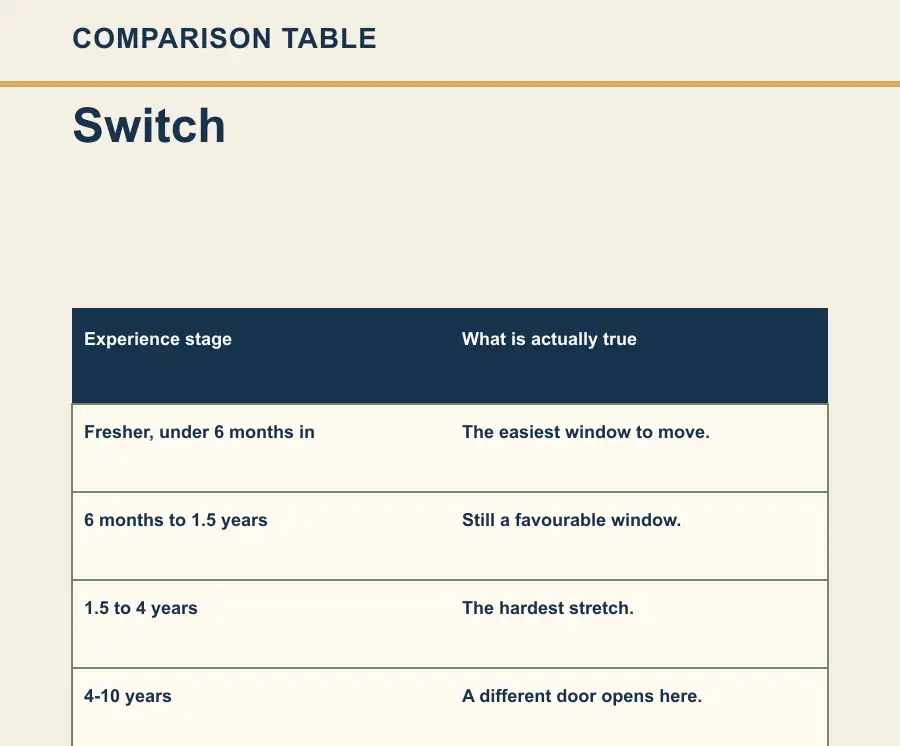 COMPARISON TABLE
Switch
Experience stage What is actually true
Fresher, under 6 months in The easiest window to move.
6 months to 1.5 years Still a favourable window.
1.5 to 4 years The hardest stretch.
4-10 years A different door opens here.